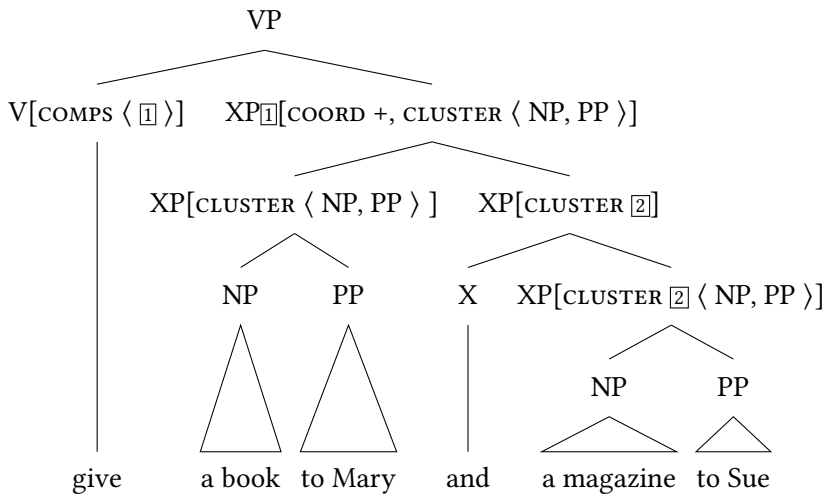 VP
V[COMPS ⟨ 1 ⟩] XP1[COORD +, CLUSTER ⟨ NP, PP ⟩]
XP[CLUSTER ⟨ NP, PP ⟩ ] XP[CLUSTER 2]
NP PP X XP[CLUSTER 2 ⟨ NP, PP ⟩]
NP PP
give a book to Mary and a magazine to Sue